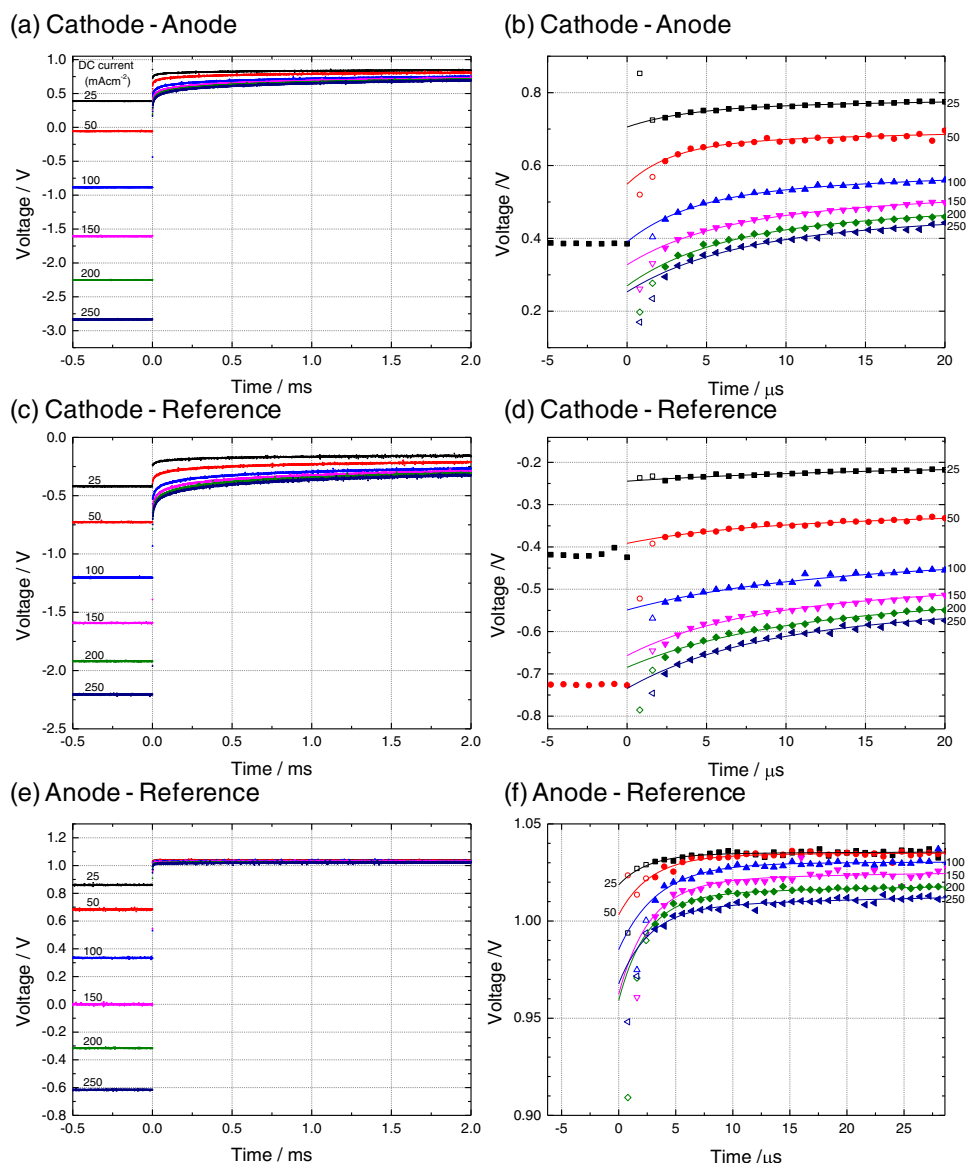 (a) Cathode - Anode
Voltage / V
1.0
0.5
0.0
-0.5
-1.0
-1.5
-2.0
-2.5
-3.0
DC current
(mAcm⁻²)
25
50
100
150
200
250
-0.5 0.0 0.5 1.0 1.5 2.0
Time / ms
(b) Cathode - Anode
Voltage /V
0.8
0.6
0.4
0.2
25
50
100
150
200
250
-5 0 5 10 15 20
Time / μs
(c) Cathode - Reference
Voltage / V
0.0
-0.5
-1.0
-1.5
-2.0
-2.5
25
50
100
150
200
250
-0.5 0.0 0.5 1.0 1.5 2.0
Time / ms
(d) Cathode - Reference
Voltage /V
-0.2
-0.3
-0.4
-0.5
-0.6
-0.7
-0.8
25
50
100
150
200
250
-5 0 5 10 15 20
Time / μs
(e) Anode - Reference
Voltage / V
1.2
1.0
0.8
0.6
0.4
0.2
0.0
-0.2
-0.4
-0.6
-0.8
25
50
100
150
200
250
-0.5 0.0 0.5 1.0 1.5 2.0
Time / ms
(f) Anode - Reference
Voltage /V
1.05
1.00
0.95
0.90
25
50
100
150
200
250
-5 0 5 10 15 20 25
Time /μs